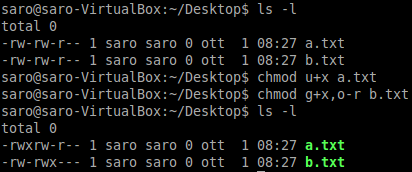 saro@saro-VirtualBox:~/Desktop$ ls -l
total 0
-rw-rw-r-- 1 saro saro 0 ott  1 08:27 a.txt
-rw-rw-r-- 1 saro saro 0 ott  1 08:27 b.txt
saro@saro-VirtualBox:~/Desktop$ chmod u+x a.txt
saro@saro-VirtualBox:~/Desktop$ chmod g+x,o-r b.txt
saro@saro-VirtualBox:~/Desktop$ ls -l
total 0
-rwxrw-r-- 1 saro saro 0 ott  1 08:27 a.txt
-rw-rwx--- 1 saro saro 0 ott  1 08:27 b.txt